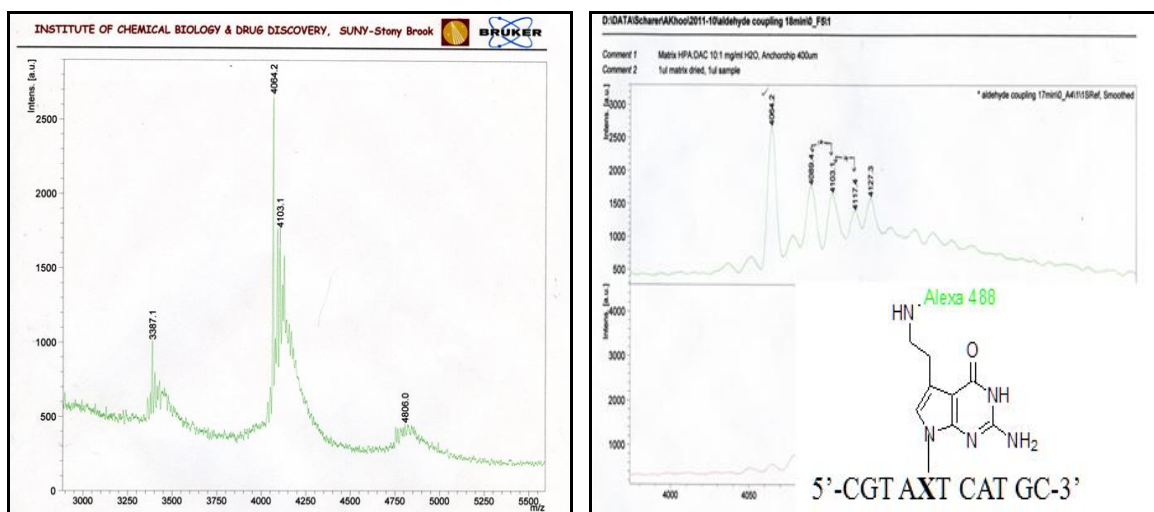 INSTITUTE OF CHEMICAL BIOLOGY & DRUG DISCOVERY, SUNY-Stony Brook
BRUKER
Intens. [a.u.]
4064.2
4103.1
3387.1
4806.0
2500
2000
1500
1000
500
0
3000 3250 3500 3750 4000 4250 4500 4750 5000 5250 5500
m/z
D:\DATA\Scharer\AKhoo\2011-10\aldehyde coupling 18min\0_F5\1
Comment 1 Matrix HPA:DAC 10:1 mg/ml H2O, Anchorchip 400um
Comment 2 1ul matrix dried, 1ul sample
* aldehyde coupling 17min\0_A4\1\1SRef, Smoothed
Intens. [a.u.]
3000
2500
2000
1500
1000
500
4064.2
4089.4
4103.1
4117.4
4127.3
Intens. [a.u.]
4000
3000
2000
1000
4000
Alexa 488
HN
O
NH
N
N
NH2
5'-CGT AXT CAT GC-3'